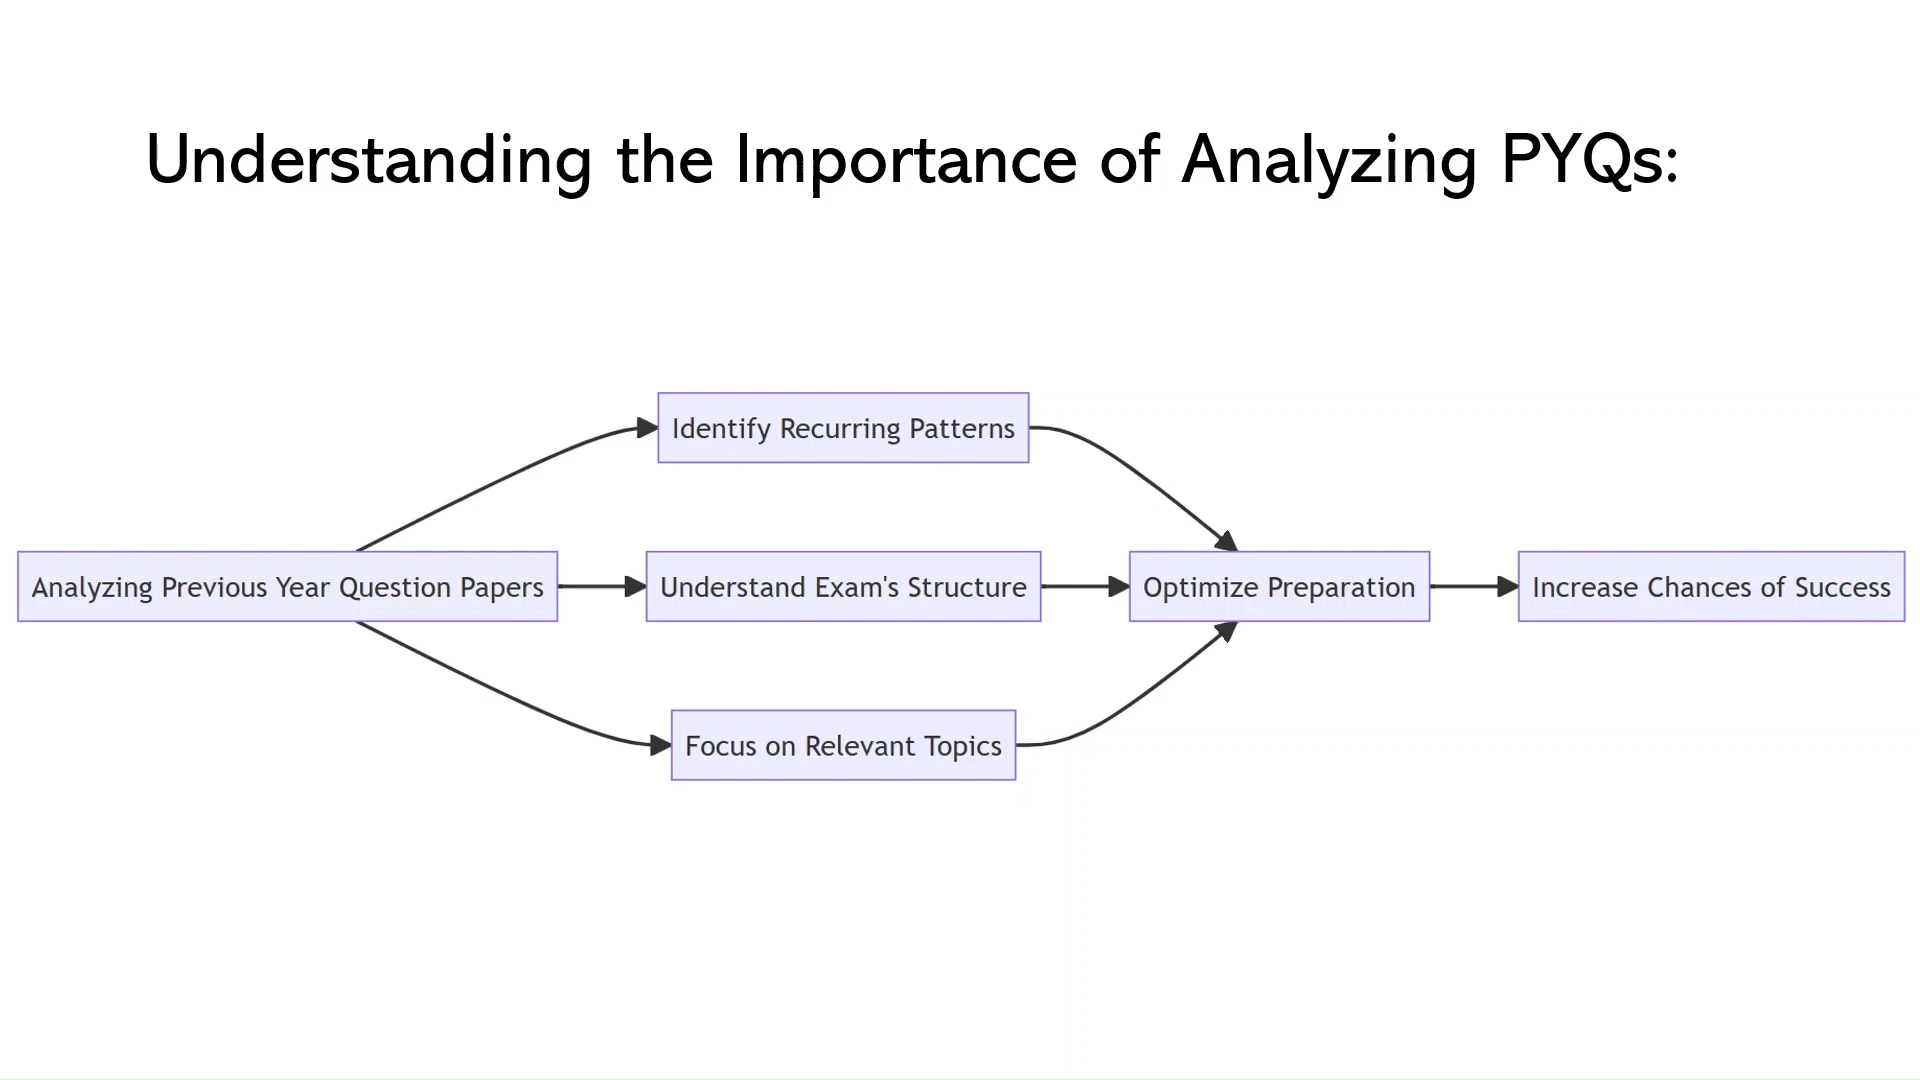 Understanding the Importance of Analyzing PYQs:
Identify Recurring Patterns
Analyzing Previous Year Question Papers
Understand Exam's Structure
Optimize Preparation
Increase Chances of Success
Focus on Relevant Topics